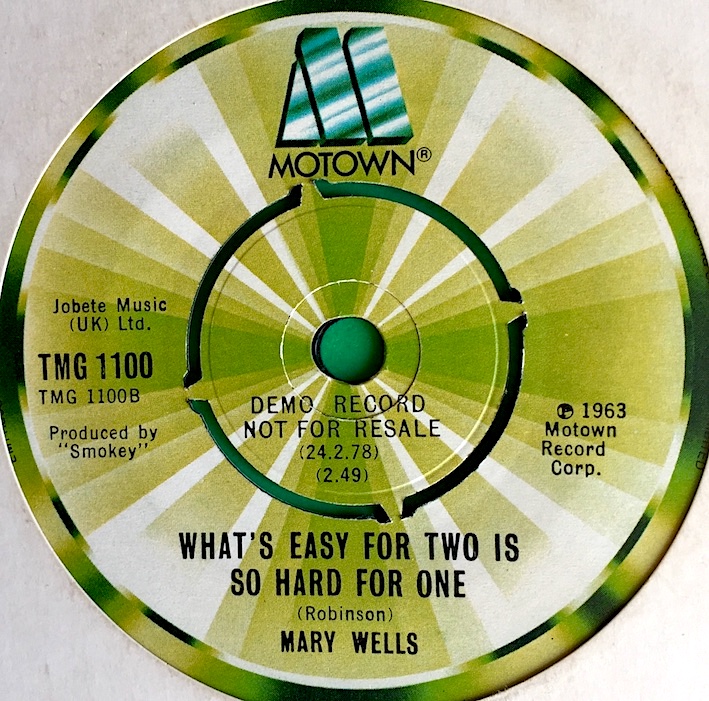 MOTOWN®
Jobete Music
(UK) Ltd.
TMG 1100
TMG 1100B
Produced by
"Smokey"
DEMO RECORD
NOT FOR RESALE
(24.2.78)
(2.49)
℗ 1963
Motown
Record
Corp.
WHAT'S EASY FOR TWO IS
SO HARD FOR ONE
(Robinson)
MARY WELLS